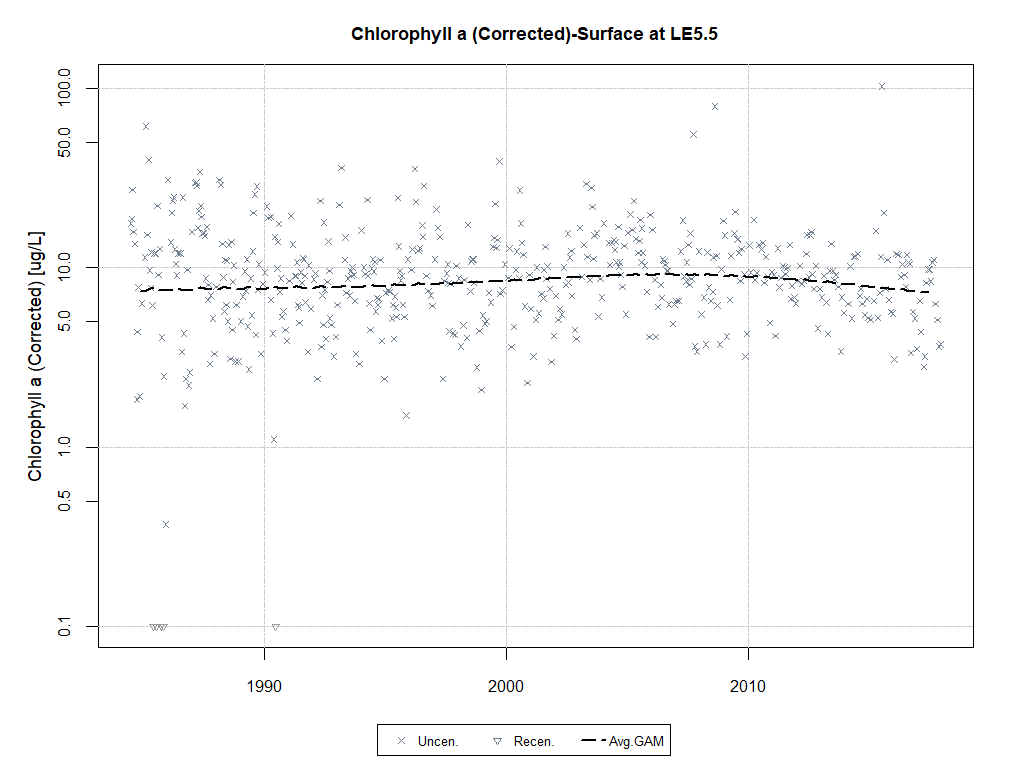 Chlorophyll a (Corrected)-Surface at LE5.5
Chlorophyll a (Corrected) [ug/L]
100.0
50.0
10.0
5.0
1.0
0.5
0.1
1990 2000 2010
Uncen. Recen. Avg.GAM